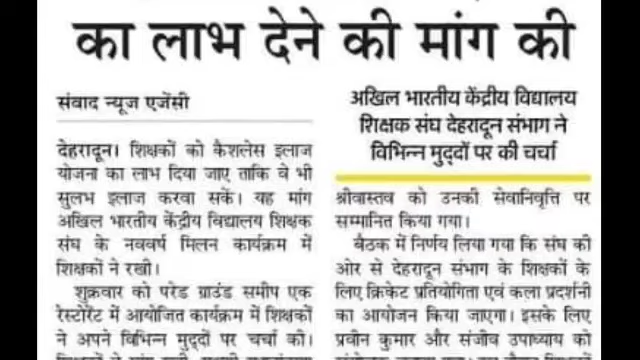 का लाभ देने की मांग की
संवाद न्यूज एजेंसी
देहरादून। शिक्षकों को कैशलेस इलाज
योजना का लाभ दिया जाए ताकि वे भी
सुलभ इलाज करवा सकें। यह मांग
अखिल भारतीय केंद्रीय विद्यालय शिक्षक
संघ के नववर्ष मिलन कार्यक्रम में
शिक्षकों ने रखी।
शुक्रवार को परेड ग्राउंड समीप एक
रेस्टोरेंट में आयोजित कार्यक्रम में शिक्षकों
ने अपने विभिन्न मुद्दों पर चर्चा की।
अखिल भारतीय केंद्रीय विद्यालय
शिक्षक संघ देहरादून संभाग ने
विभिन्न मुद्दों पर की चर्चा
श्रीवास्तव को उनकी सेवानिवृत्ति पर
सम्मानित किया गया।
बैठक में निर्णय लिया गया कि संघ की
ओर से देहरादून संभाग के शिक्षकों के
लिए क्रिकेट प्रतियोगिता एवं कला प्रदर्शनी
का आयोजन किया जाएगा। इसके लिए
प्रवीन कुमार और संजीव उपाध्याय को